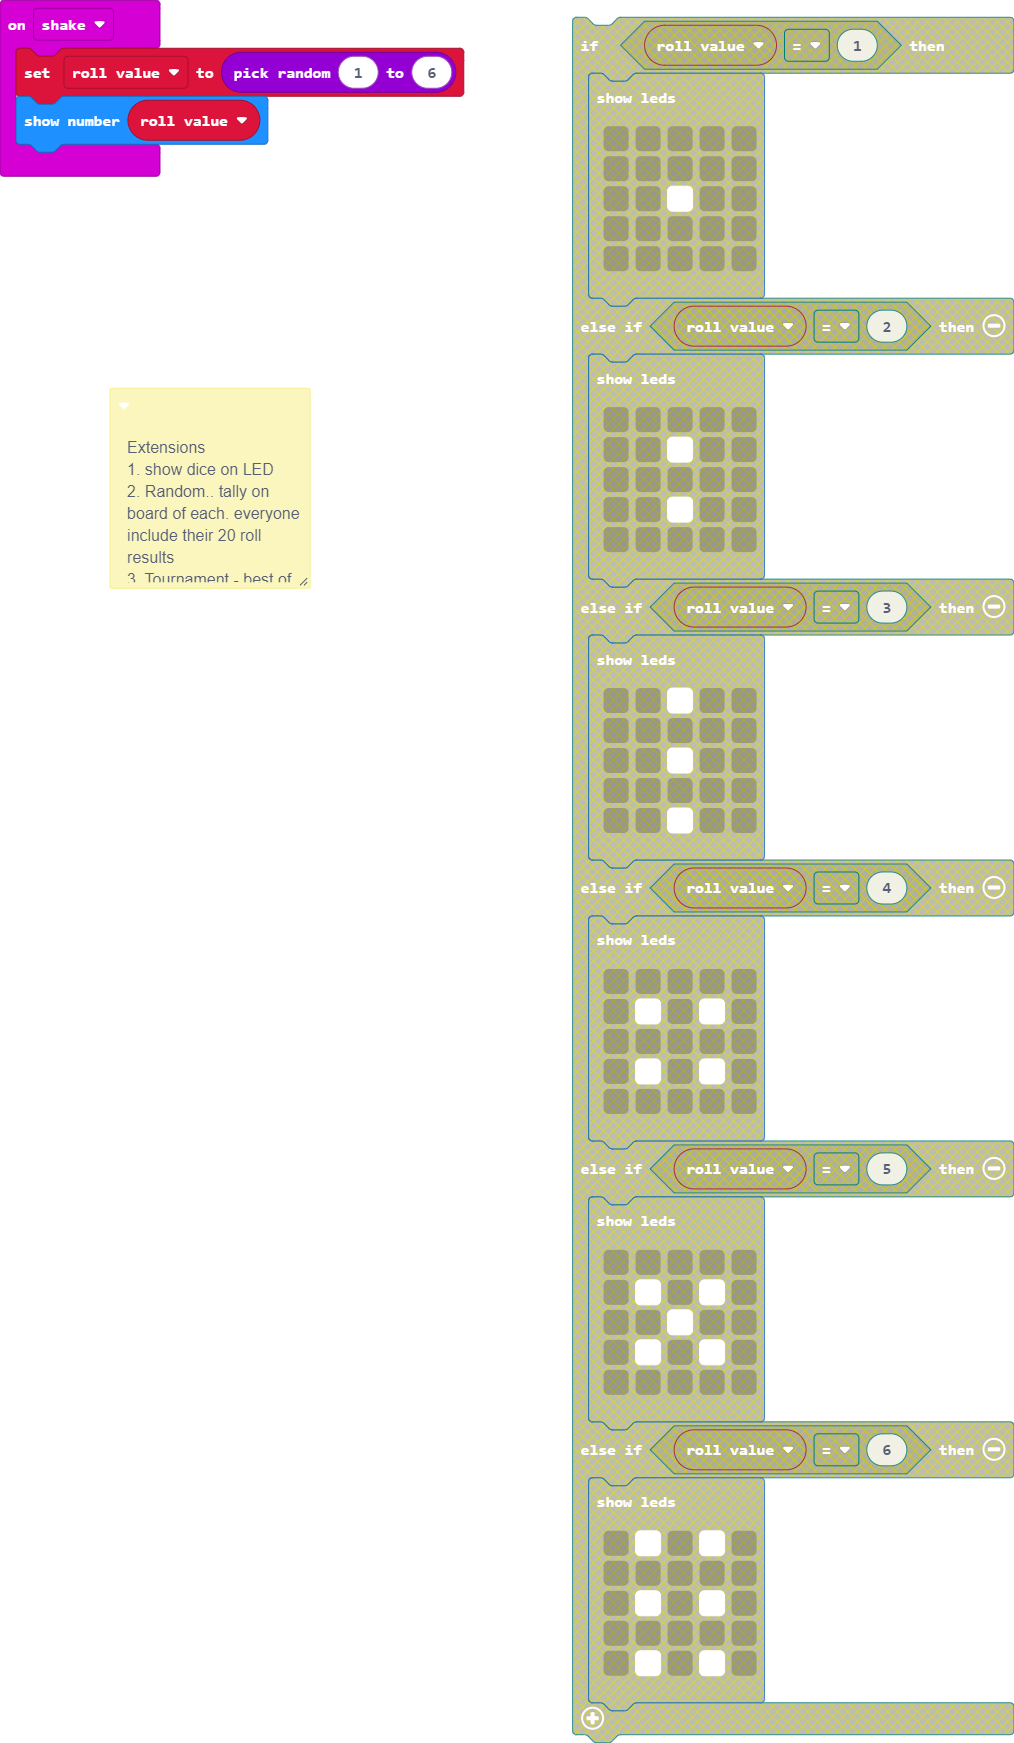 on shake
set roll value to pick random 1 to 6
show number roll value
Extensions
1. show dice on LED
2. Random.. tally on
board of each. everyone
include their 20 roll
results
3. Tournament - best of
if roll value = 1 then
show leds
else if roll value = 2 then
show leds
else if roll value = 3 then
show leds
else if roll value = 4 then
show leds
else if roll value = 5 then
show leds
else if roll value = 6 then
show leds